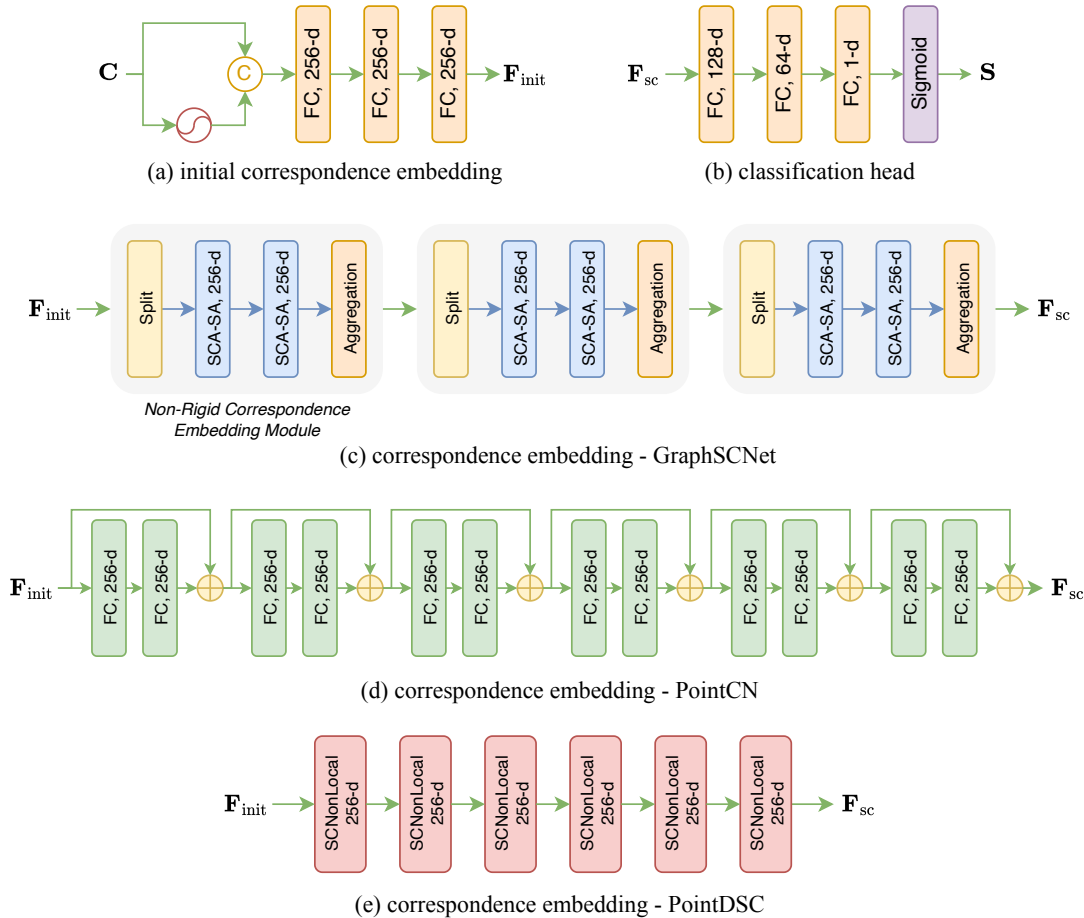 C
C
FC, 256-d
FC, 256-d
FC, 256-d
F_init
(a) initial correspondence embedding
F_sc
FC, 128-d
FC, 64-d
FC, 1-d
Sigmoid
S
(b) classification head
F_init
Split
SCA-SA, 256-d
SCA-SA, 256-d
Aggregation
Split
SCA-SA, 256-d
SCA-SA, 256-d
Aggregation
Split
SCA-SA, 256-d
SCA-SA, 256-d
Aggregation
F_sc
Non-Rigid Correspondence
Embedding Module
(c) correspondence embedding - GraphSCNet
F_init
FC, 256-d
FC, 256-d
FC, 256-d
FC, 256-d
FC, 256-d
FC, 256-d
FC, 256-d
FC, 256-d
FC, 256-d
FC, 256-d
FC, 256-d
FC, 256-d
F_sc
(d) correspondence embedding - PointCN
F_init
SCNonLocal
256-d
SCNonLocal
256-d
SCNonLocal
256-d
SCNonLocal
256-d
SCNonLocal
256-d
SCNonLocal
256-d
F_sc
(e) correspondence embedding - PointDSC